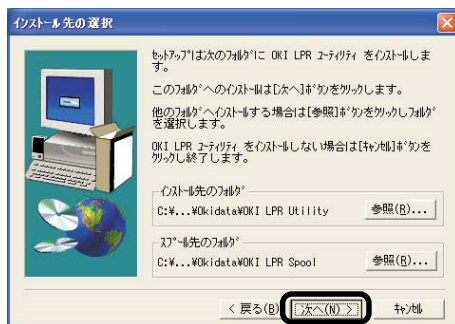 インストール先の選択
セットアップは次のフォルダに OKI LPR ユーティリティ をインストールしま
す。
このフォルダへのインストールは[次へ]ボタンをクリックします。
他のフォルダへインストールする場合は[参照]ボタンをクリックしフォルダ
を選択します。
OKI LPR ユーティリティ をインストールしない場合は[キャンセル]ボタンを
クリックし終了します。
インストール先のフォルダ
C:¥...¥Okidata¥OKI LPR Utility 参照(R)...
スプール先のフォルダ
C:¥...¥Okidata¥OKI LPR Spool 参照(R)...
< 戻る(B) 次へ(N) > キャンセル